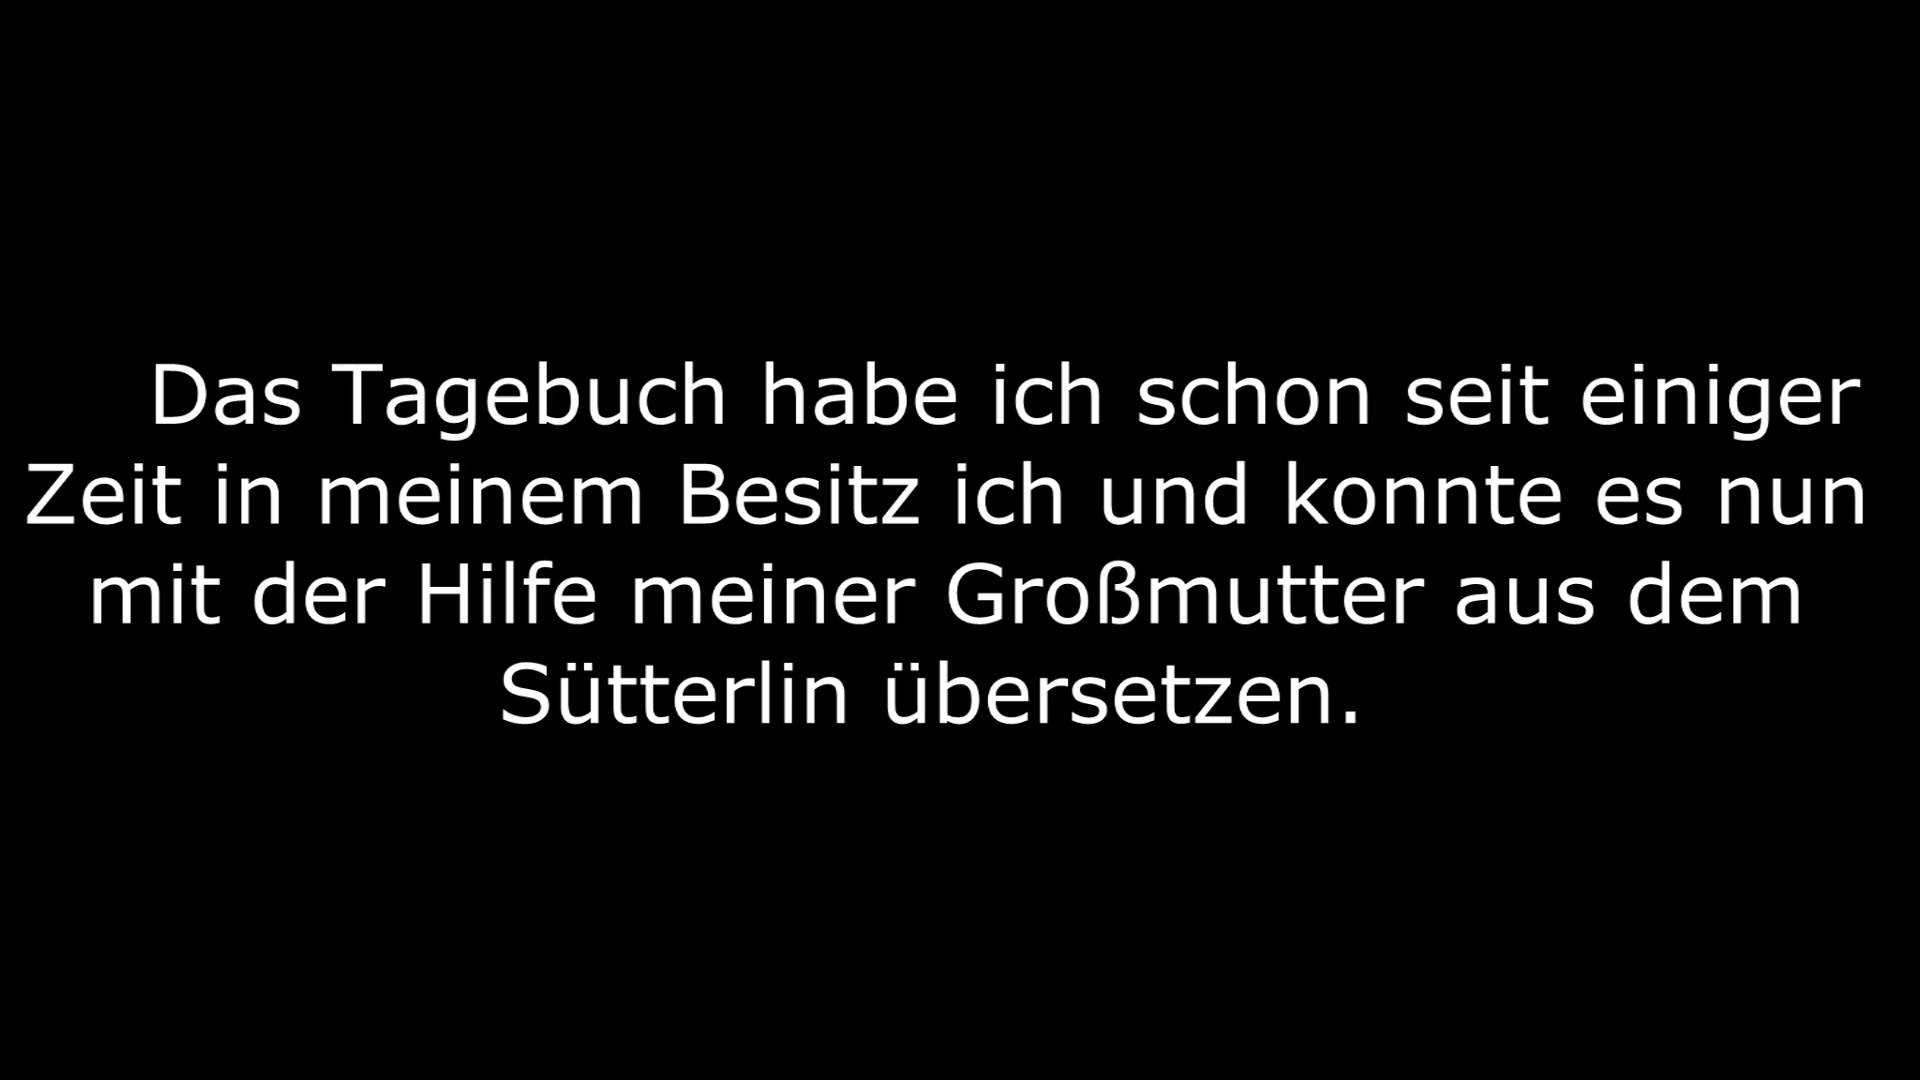 Das Tagebuch habe ich schon seit einiger
Zeit in meinem Besitz ich und konnte es nun
mit der Hilfe meiner Großmutter aus dem
Sütterlin übersetzen.